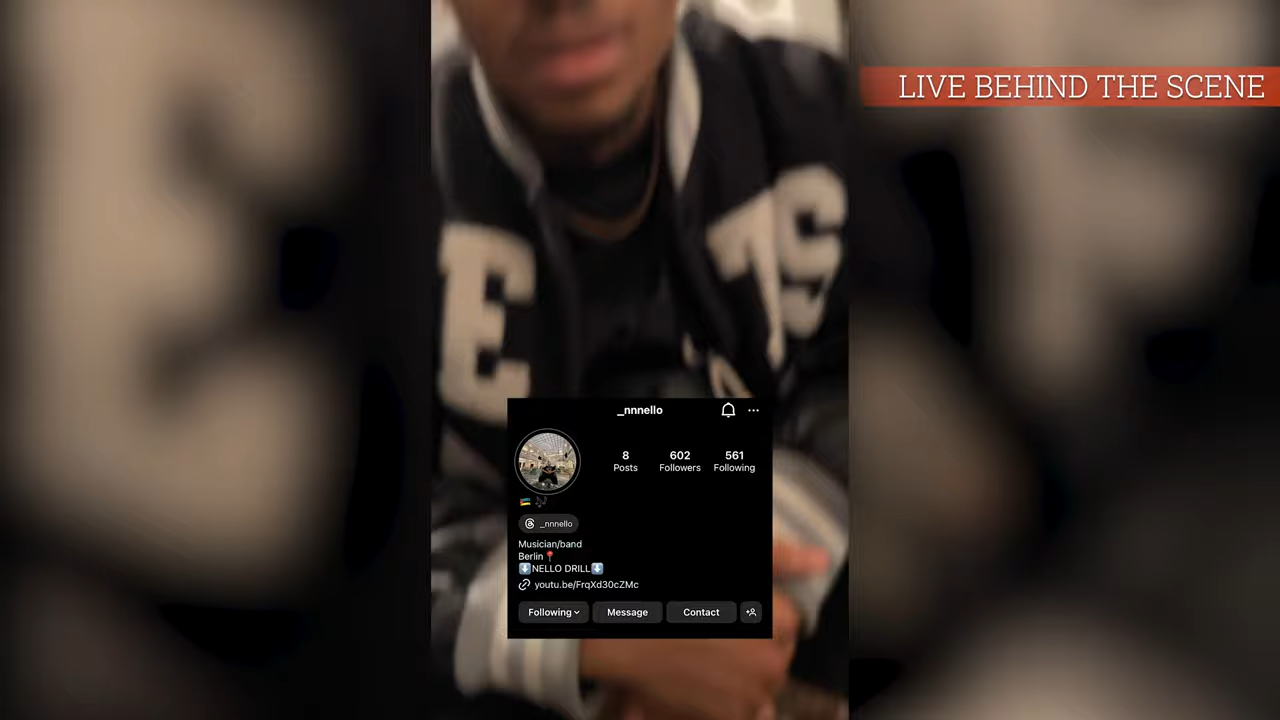 LIVE BEHIND THE SCENE
E TS
_nnnello
8 602 561
Posts Followers Following
_nnnello
Musician/band
Berlin📍
⬇️NELLO DRILL⬇️
youtu.be/FrqXd30cZMc
Following Message Contact